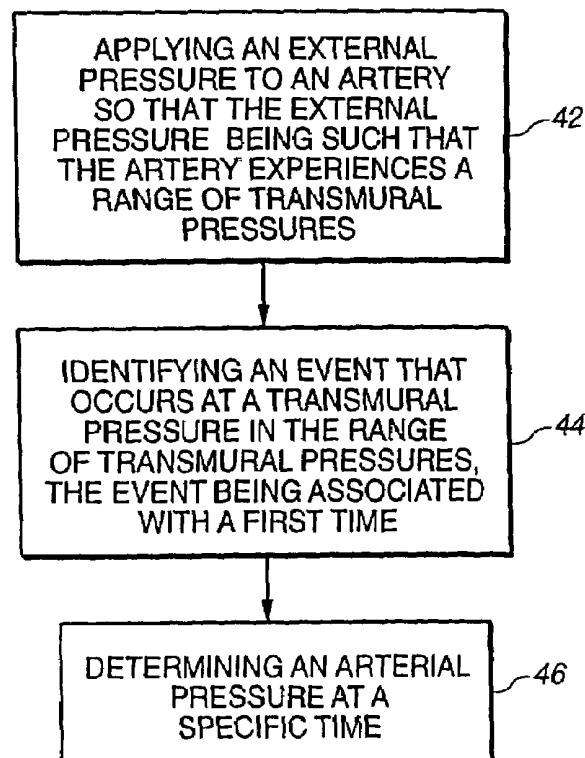 APPLYING AN EXTERNAL
PRESSURE TO AN ARTERY
SO THAT THE EXTERNAL
PRESSURE BEING SUCH THAT
THE ARTERY EXPERIENCES A
RANGE OF TRANSMURAL
PRESSURES
42
IDENTIFYING AN EVENT THAT
OCCURS AT A TRANSMURAL
PRESSURE IN THE RANGE
OF TRANSMURAL PRESSURES,
THE EVENT BEING ASSOCIATED
WITH A FIRST TIME
44
DETERMINING AN ARTERIAL
PRESSURE AT A
SPECIFIC TIME
46